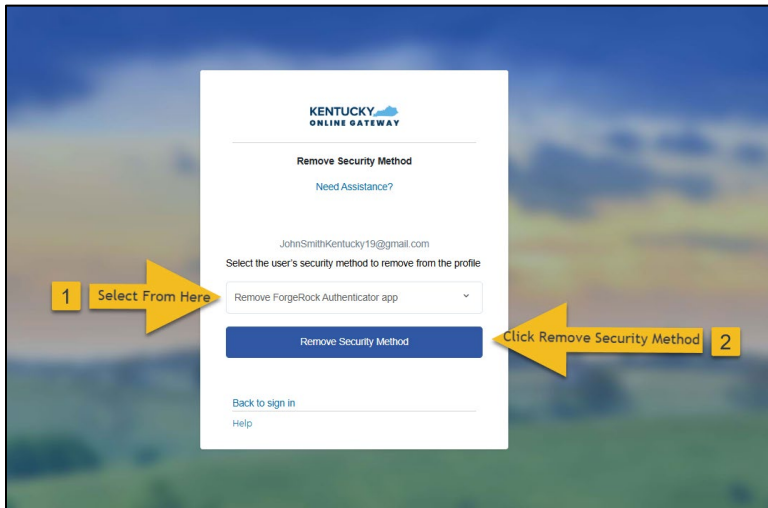 KENTUCKY
ONLINE GATEWAY
Remove Security Method
Need Assistance?
JohnSmithKentucky19@gmail.com
Select the user's security method to remove from the profile
1 Select From Here
Remove ForgeRock Authenticator app
Remove Security Method
Click Remove Security Method 2
Back to sign in
Help